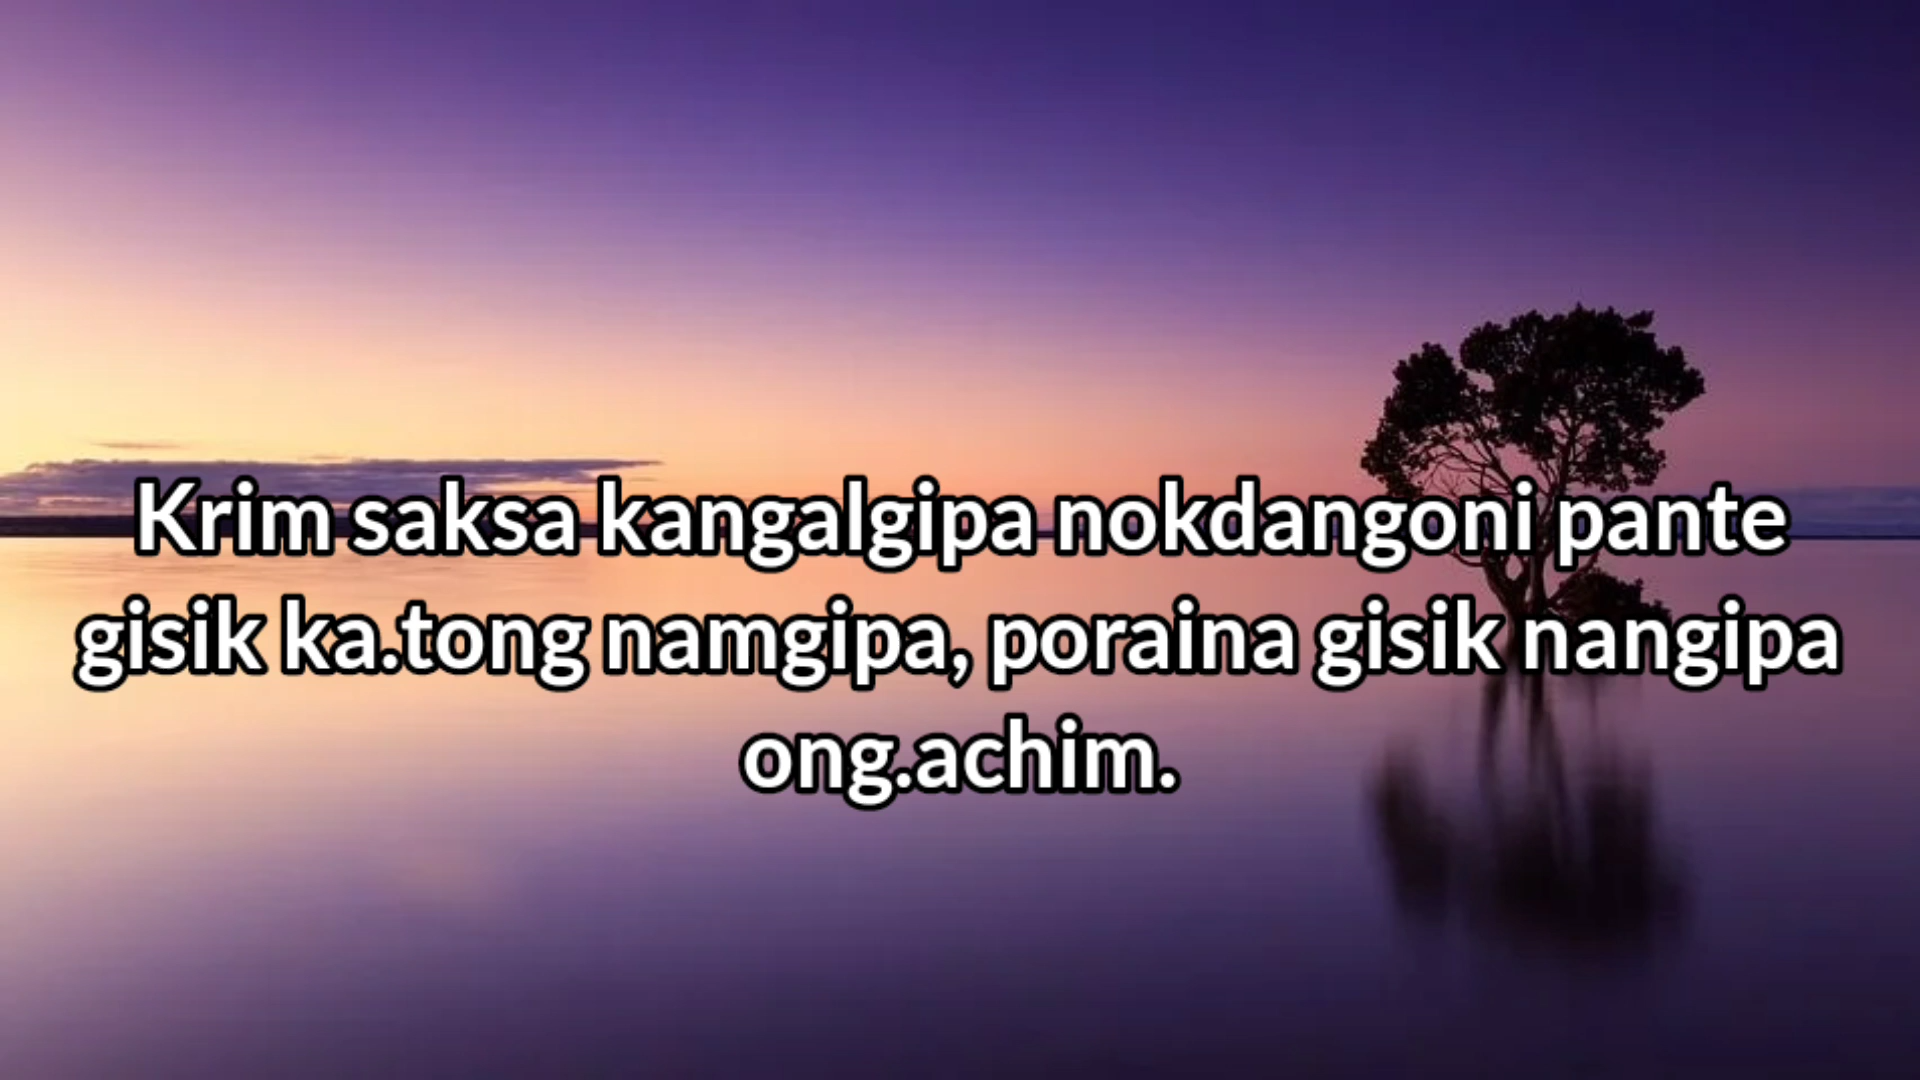 Krim saksa kangalgipa nokdangoni pante
gisik ka.tong namgipa, poraina gisik nangipa
ong.achim.